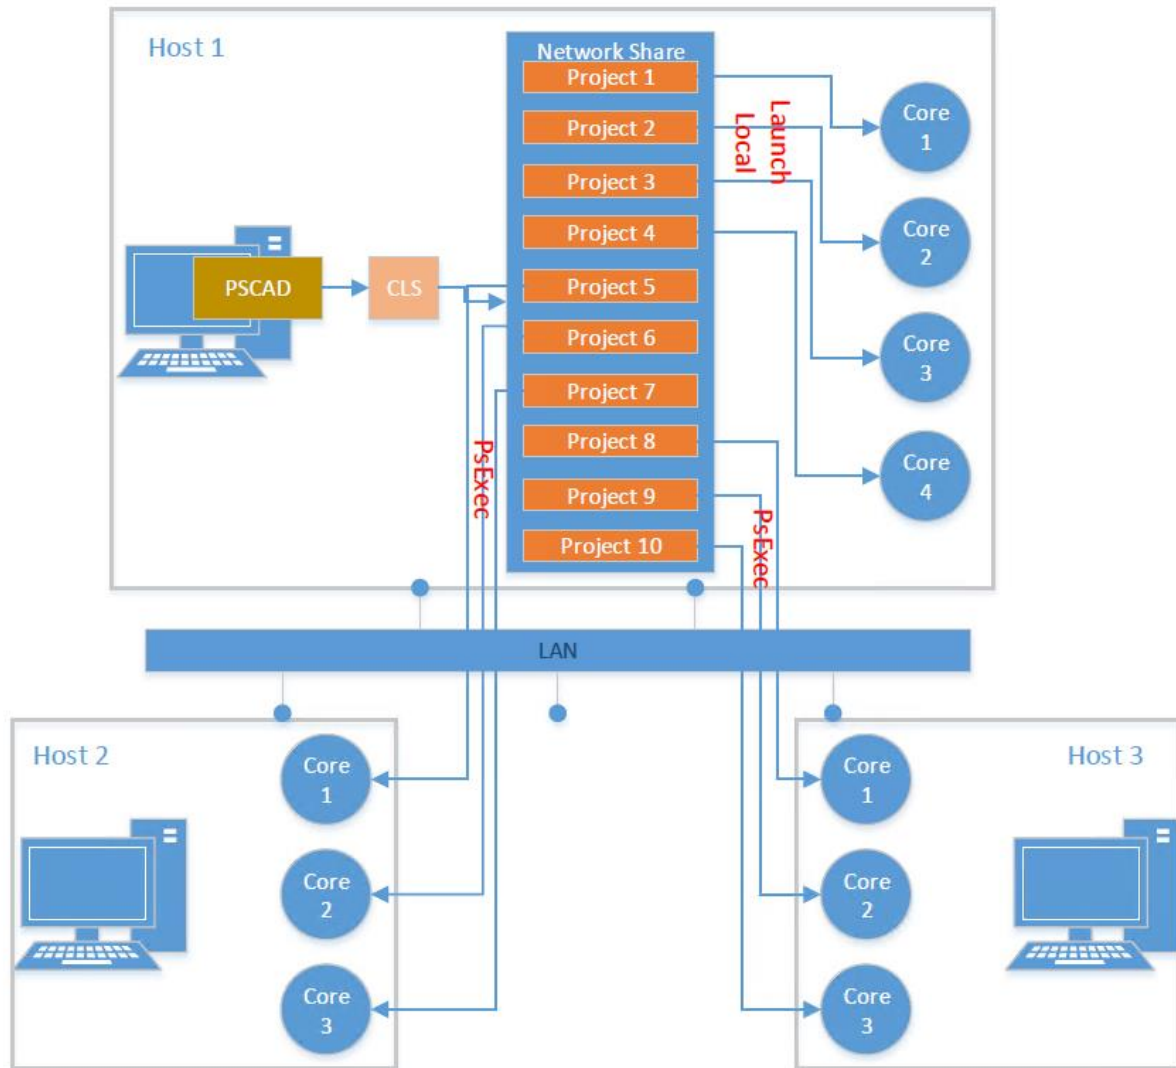 Host 1
Network Share
Project 1
Project 2
Project 3
Project 4
Project 5
Project 6
Project 7
Project 8
Project 9
Project 10
Launch
Local
Core
1
Core
2
Core
3
Core
4
PSCAD
CLS
PsExec
PsExec
LAN
Host 2
Core
1
Core
2
Core
3
Host 3
Core
1
Core
2
Core
3